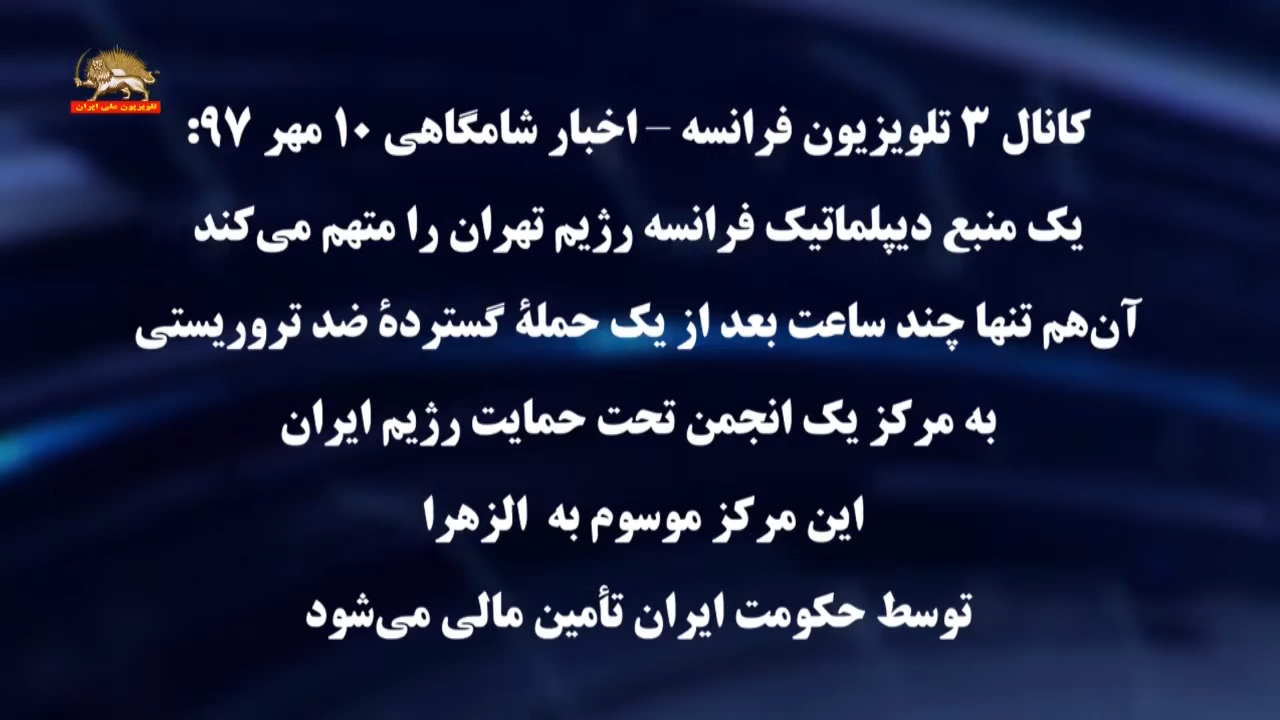 تلویزیون ملی ایران
کانال ۳ تلویزیون فرانسه – اخبار شامگاهی ۱۰ مهر ۹۷:
یک منبع دیپلماتیک فرانسه رژیم تهران را متهم می‌کند
آن‌هم تنها چند ساعت بعد از یک حملهٔ گستردهٔ ضد تروریستی
به مرکز یک انجمن تحت حمایت رژیم ایران
این مرکز موسوم به الزهرا
توسط حکومت ایران تأمین مالی می‌شود